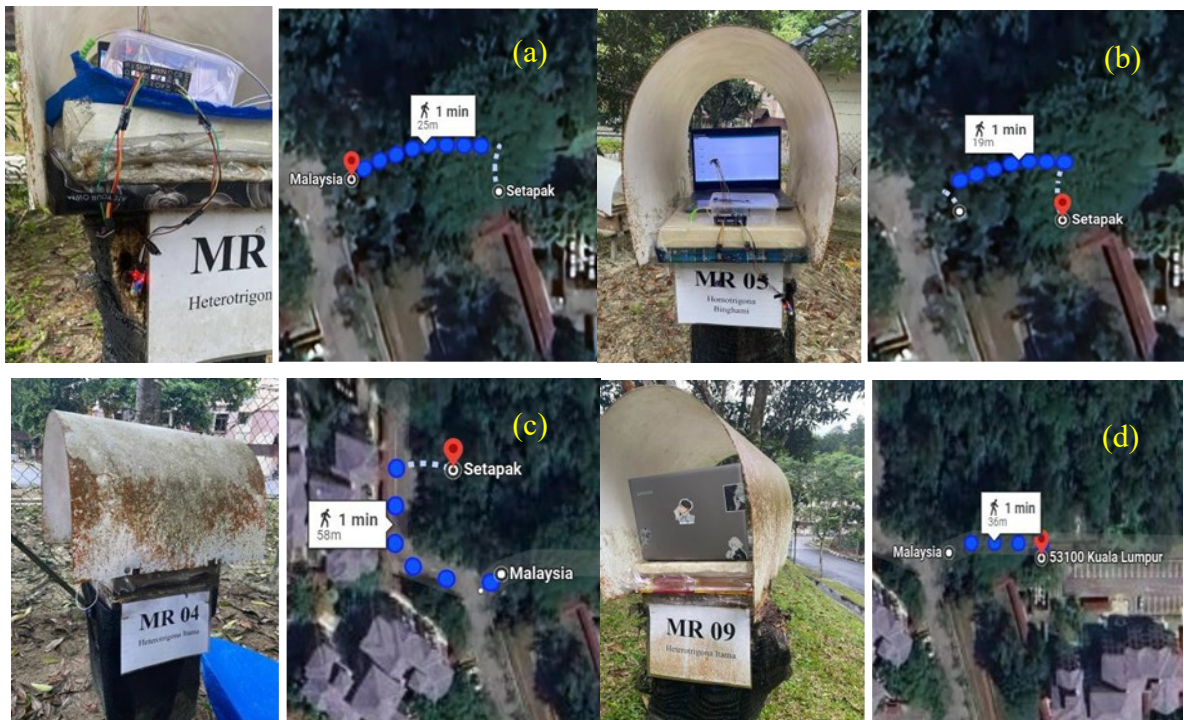 MR
Heterotrigon
(a)
1 min
25m
Malaysia
Setapak
MR 05
Homotrigona
Binghami
(b)
1 min
19m
Setapak
MR 04
Heterotrigona Itama
(c)
Setapak
1 min
58m
Malaysia
MR 09
Heterotrigona Itama
(d)
1 min
36m
Malaysia
53100 Kuala Lumpur